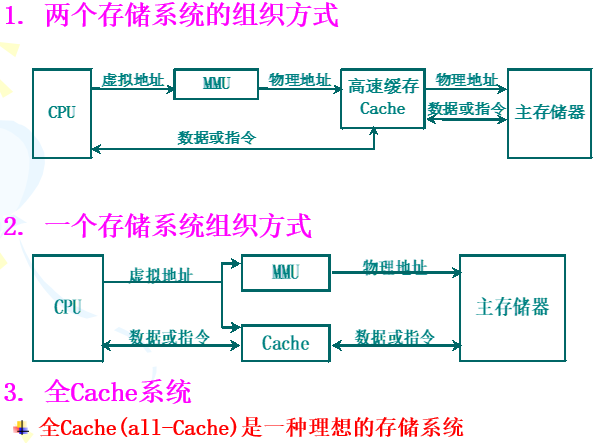 1. 两个存储系统的组织方式
虚拟地址 物理地址 物理地址
CPU MMU 高速缓存 Cache 数据或指令 主存储器
数据或指令
2. 一个存储系统组织方式
虚拟地址 MMU 物理地址
CPU 主存储器
数据或指令 Cache 数据或指令
3. 全Cache系统
全Cache(all-Cache)是一种理想的存储系统